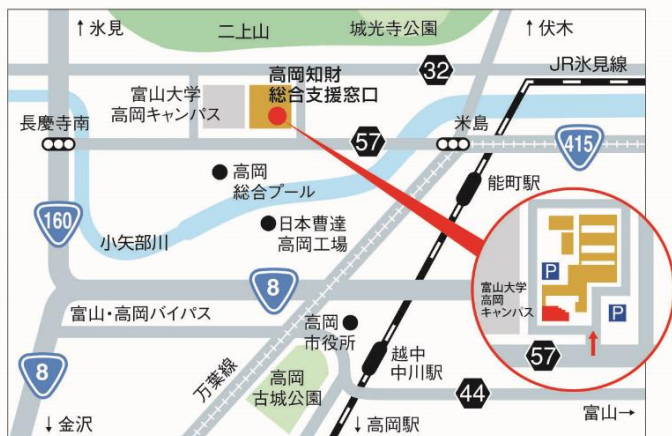 ↑氷見
二上山
城光寺公園
↑伏木
32
JR氷見線
高岡知財
総合支援窓口
富山大学
高岡キャンパス
長慶寺南
57
米島
415
高岡
総合プール
能町駅
160
小矢部川
日本曹達
高岡工場
8
富山・高岡バイパス
P
富山大学
高岡
キャンパス
P
57
高岡
市役所
越中
中川駅
8
万葉線
高岡
古城公園
44
↓金沢
↓高岡駅
富山→